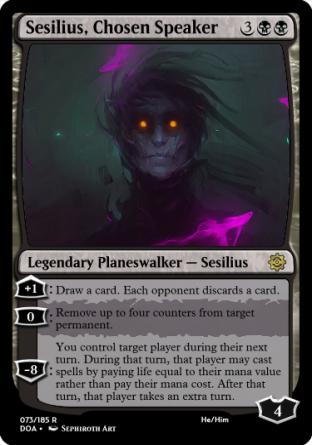 Sesilius, Chosen Speaker 3
Legendary Planeswalker — Sesilius
+1: Draw a card. Each opponent discards a card.
0: Remove up to four counters from target
permanent.
You control target player during their next
turn. During that turn, that player may cast
-8: spells by paying life equal to their mana value
rather than pay their mana cost. After that
turn, that player takes an extra turn.
4
073/185 R He/Him
DOA • Sephiroth Art